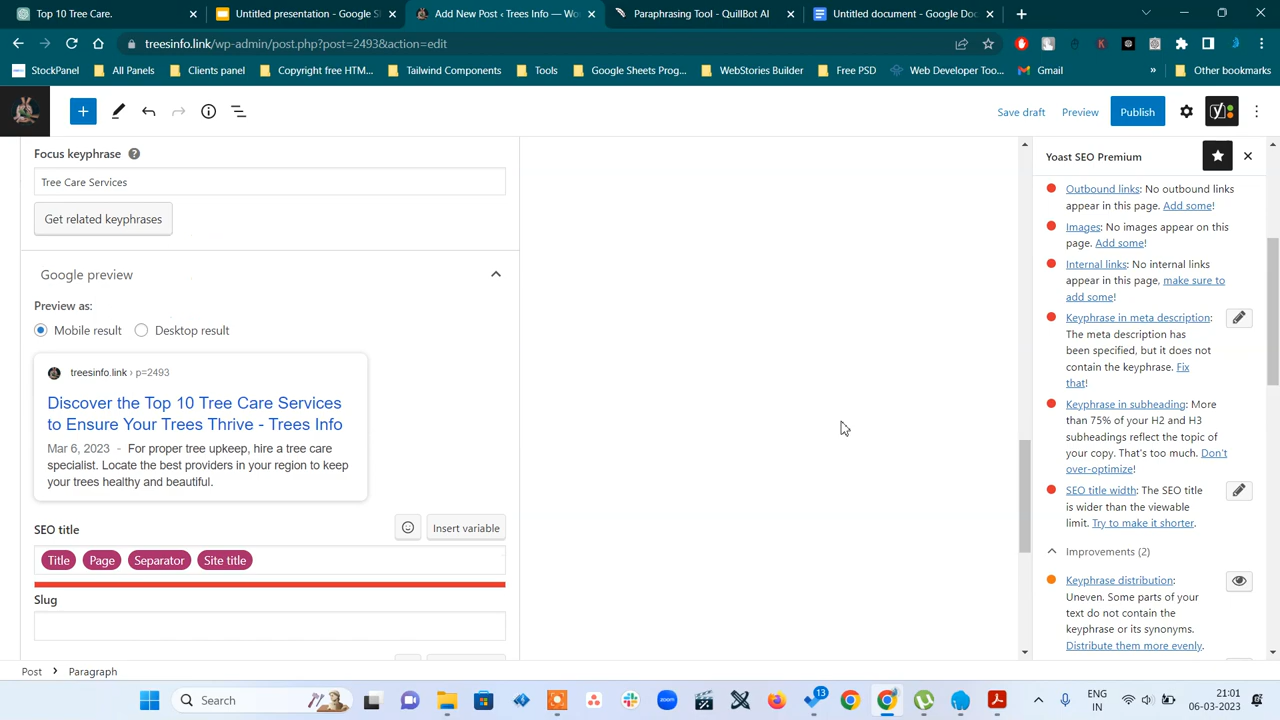 Top 10 Tree Care.
Untitled presentation - Google S
Add New Post ‹ Trees Info — Wo
Paraphrasing Tool - QuillBot AI
Untitled document - Google Doc
treesinfo.link/wp-admin/post.php?post=2493&action=edit
StockPanel
All Panels
Clients panel
Copyright free HTM...
Tailwind Components
Tools
Google Sheets Prog...
WebStories Builder
Free PSD
Web Developer Too...
Gmail
»
Other bookmarks
Save draft
Preview
Publish
Focus keyphrase
Tree Care Services
Get related keyphrases
Google preview
Preview as:
Mobile result
Desktop result
treesinfo.link › p=2493
Discover the Top 10 Tree Care Services
to Ensure Your Trees Thrive - Trees Info
Mar 6, 2023 - For proper tree upkeep, hire a tree care
specialist. Locate the best providers in your region to keep
your trees healthy and beautiful.
SEO title
Insert variable
Title Page Separator Site title
Slug
Yoast SEO Premium
Outbound links: No outbound links
appear in this page. Add some!
Images: No images appear on this
page. Add some!
Internal links: No internal links
appear in this page, make sure to
add some!
Keyphrase in meta description:
The meta description has
been specified, but it does not
contain the keyphrase. Fix
that!
Keyphrase in subheading: More
than 75% of your H2 and H3
subheadings reflect the topic of
your copy. That's too much. Don't
over-optimize!
SEO title width: The SEO title
is wider than the viewable
limit. Try to make it shorter.
Improvements (2)
Keyphrase distribution:
Uneven. Some parts of your
text do not contain the
keyphrase or its synonyms.
Distribute them more evenly.
Post
Paragraph
Search
zoom
13
ENG
IN
21:01
06-03-2023